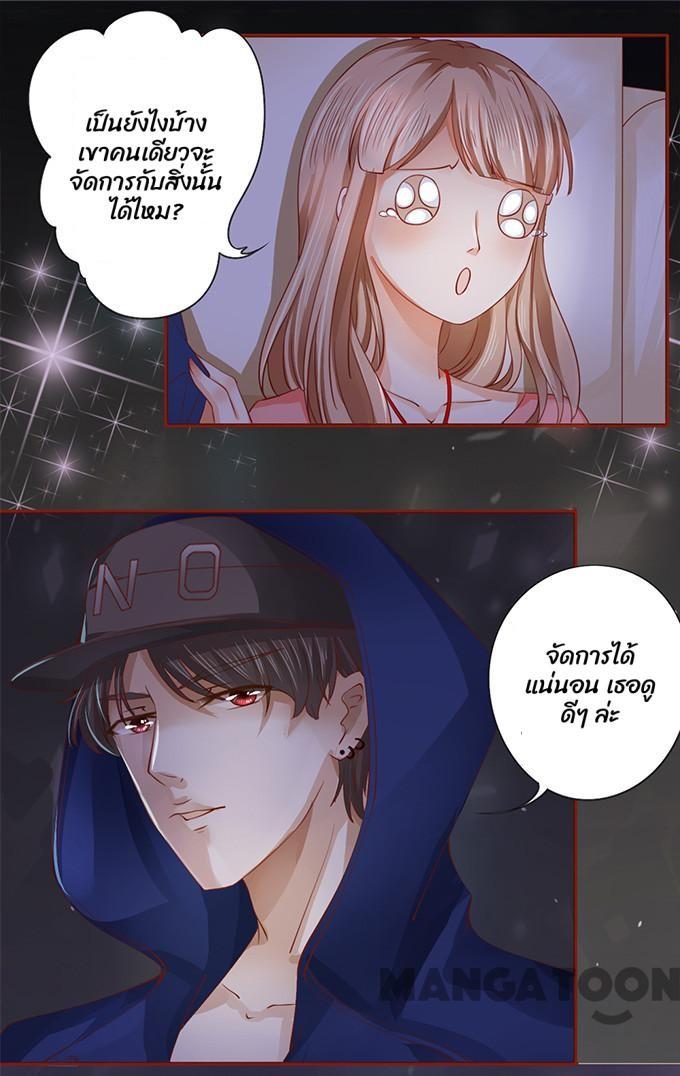 เป็นยังไงบ้าง
เขาคนเดียวจะ
จัดการกับสิ่งนั้น
ได้ไหม?
NO
จัดการได้
แน่นอน เธอดู
ดีๆ ล่ะ
MANGATOON